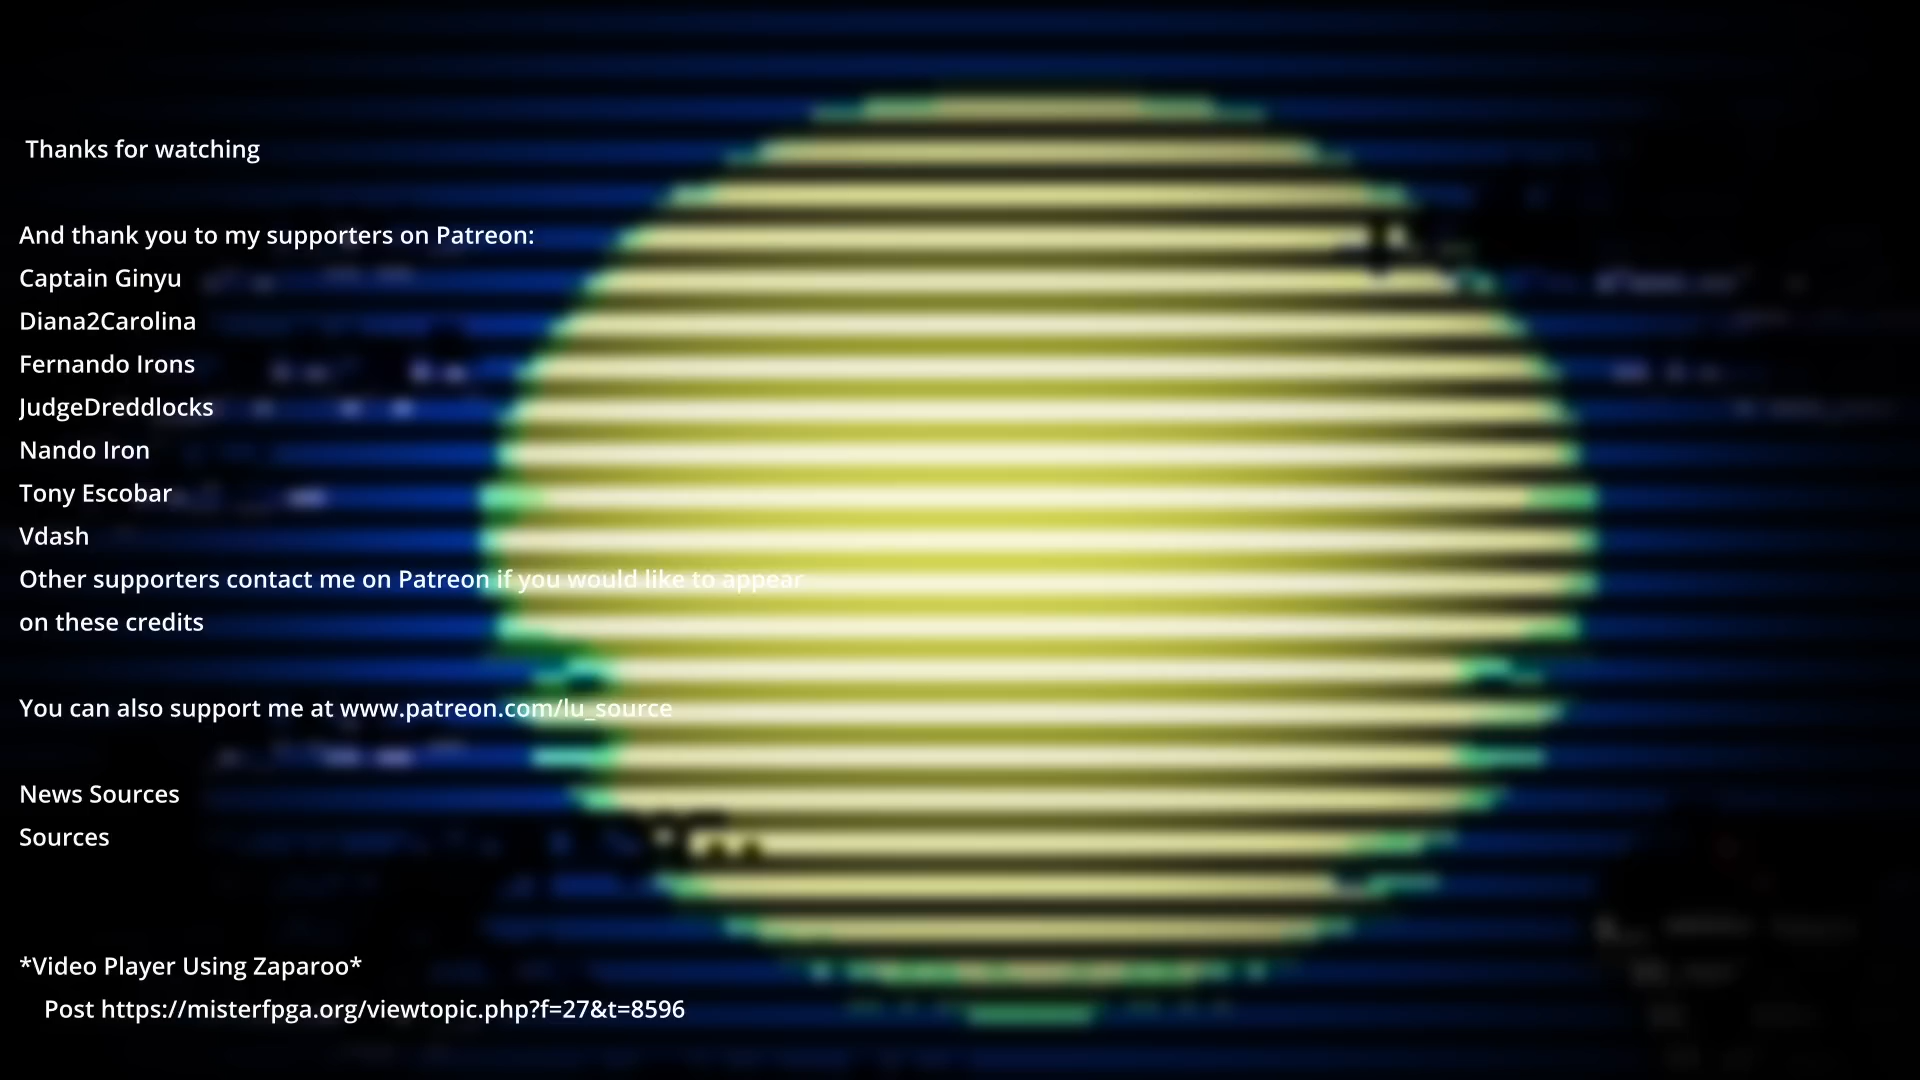 Thanks for watching
And thank you to my supporters on Patreon:
Captain Ginyu
Diana2Carolina
Fernando Irons
JudgeDreddlocks
Nando Iron
Tony Escobar
Vdash
Other supporters contact me on Patreon if you would like to appear
on these credits
You can also support me at www.patreon.com/lu_source
News Sources
Sources
*Video Player Using Zaparoo*
Post https://misterfpga.org/viewtopic.php?f=27&t=8596